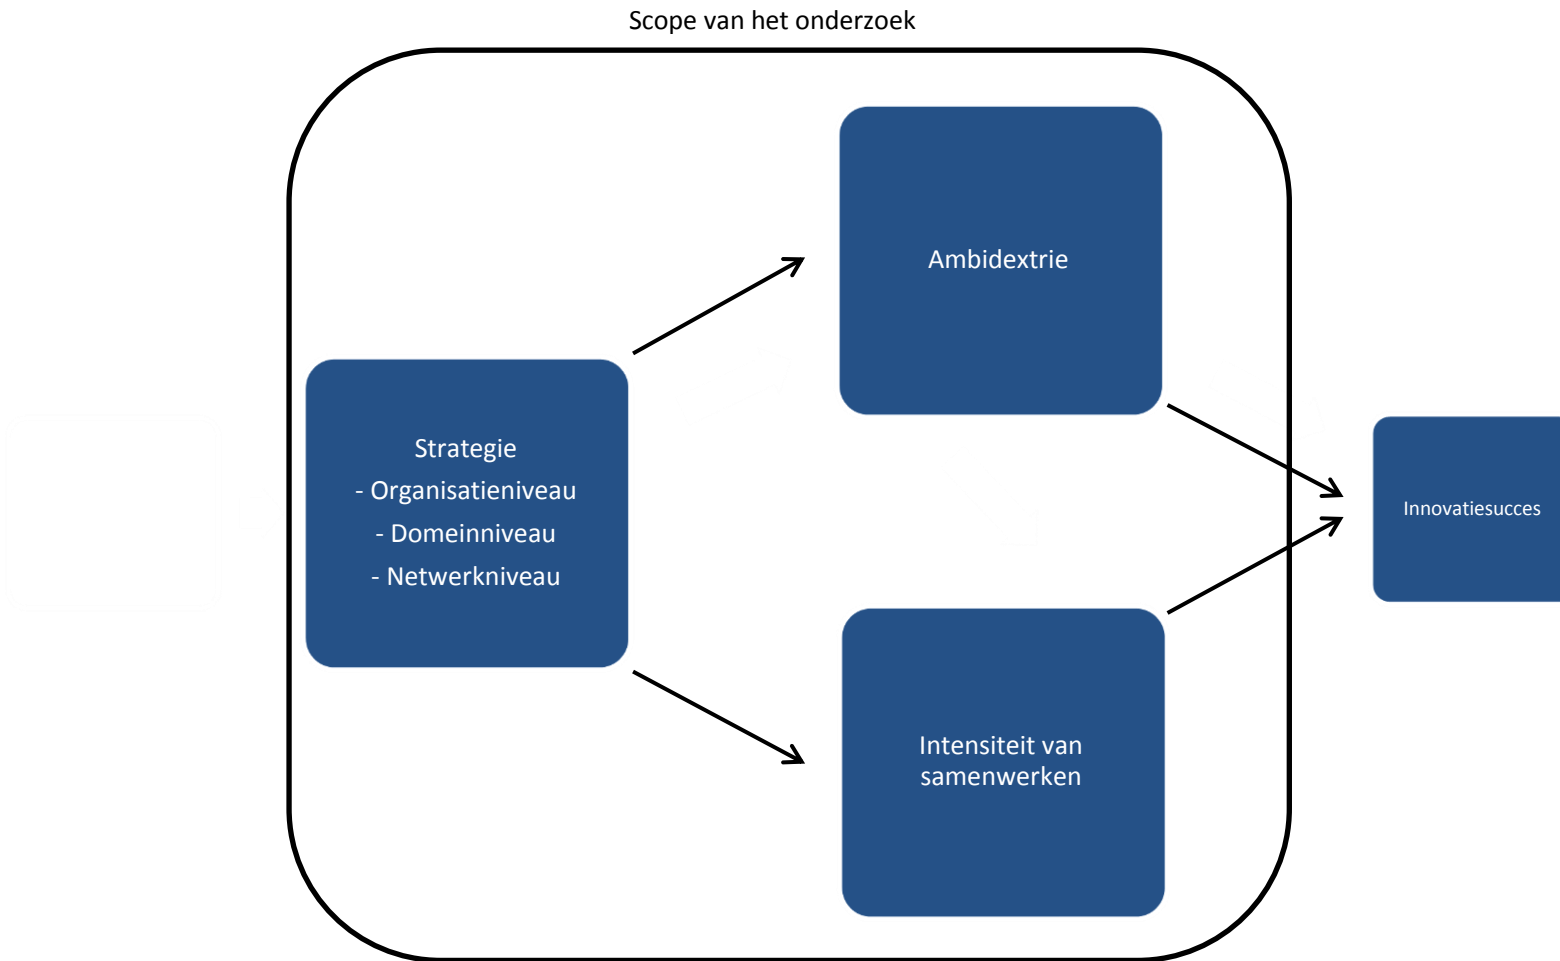 Scope van het onderzoek
Ambidextrie
Strategie
- Organisatieniveau
- Domeinniveau
- Netwerkniveau
Innovatiesucces
Intensiteit van
samenwerken